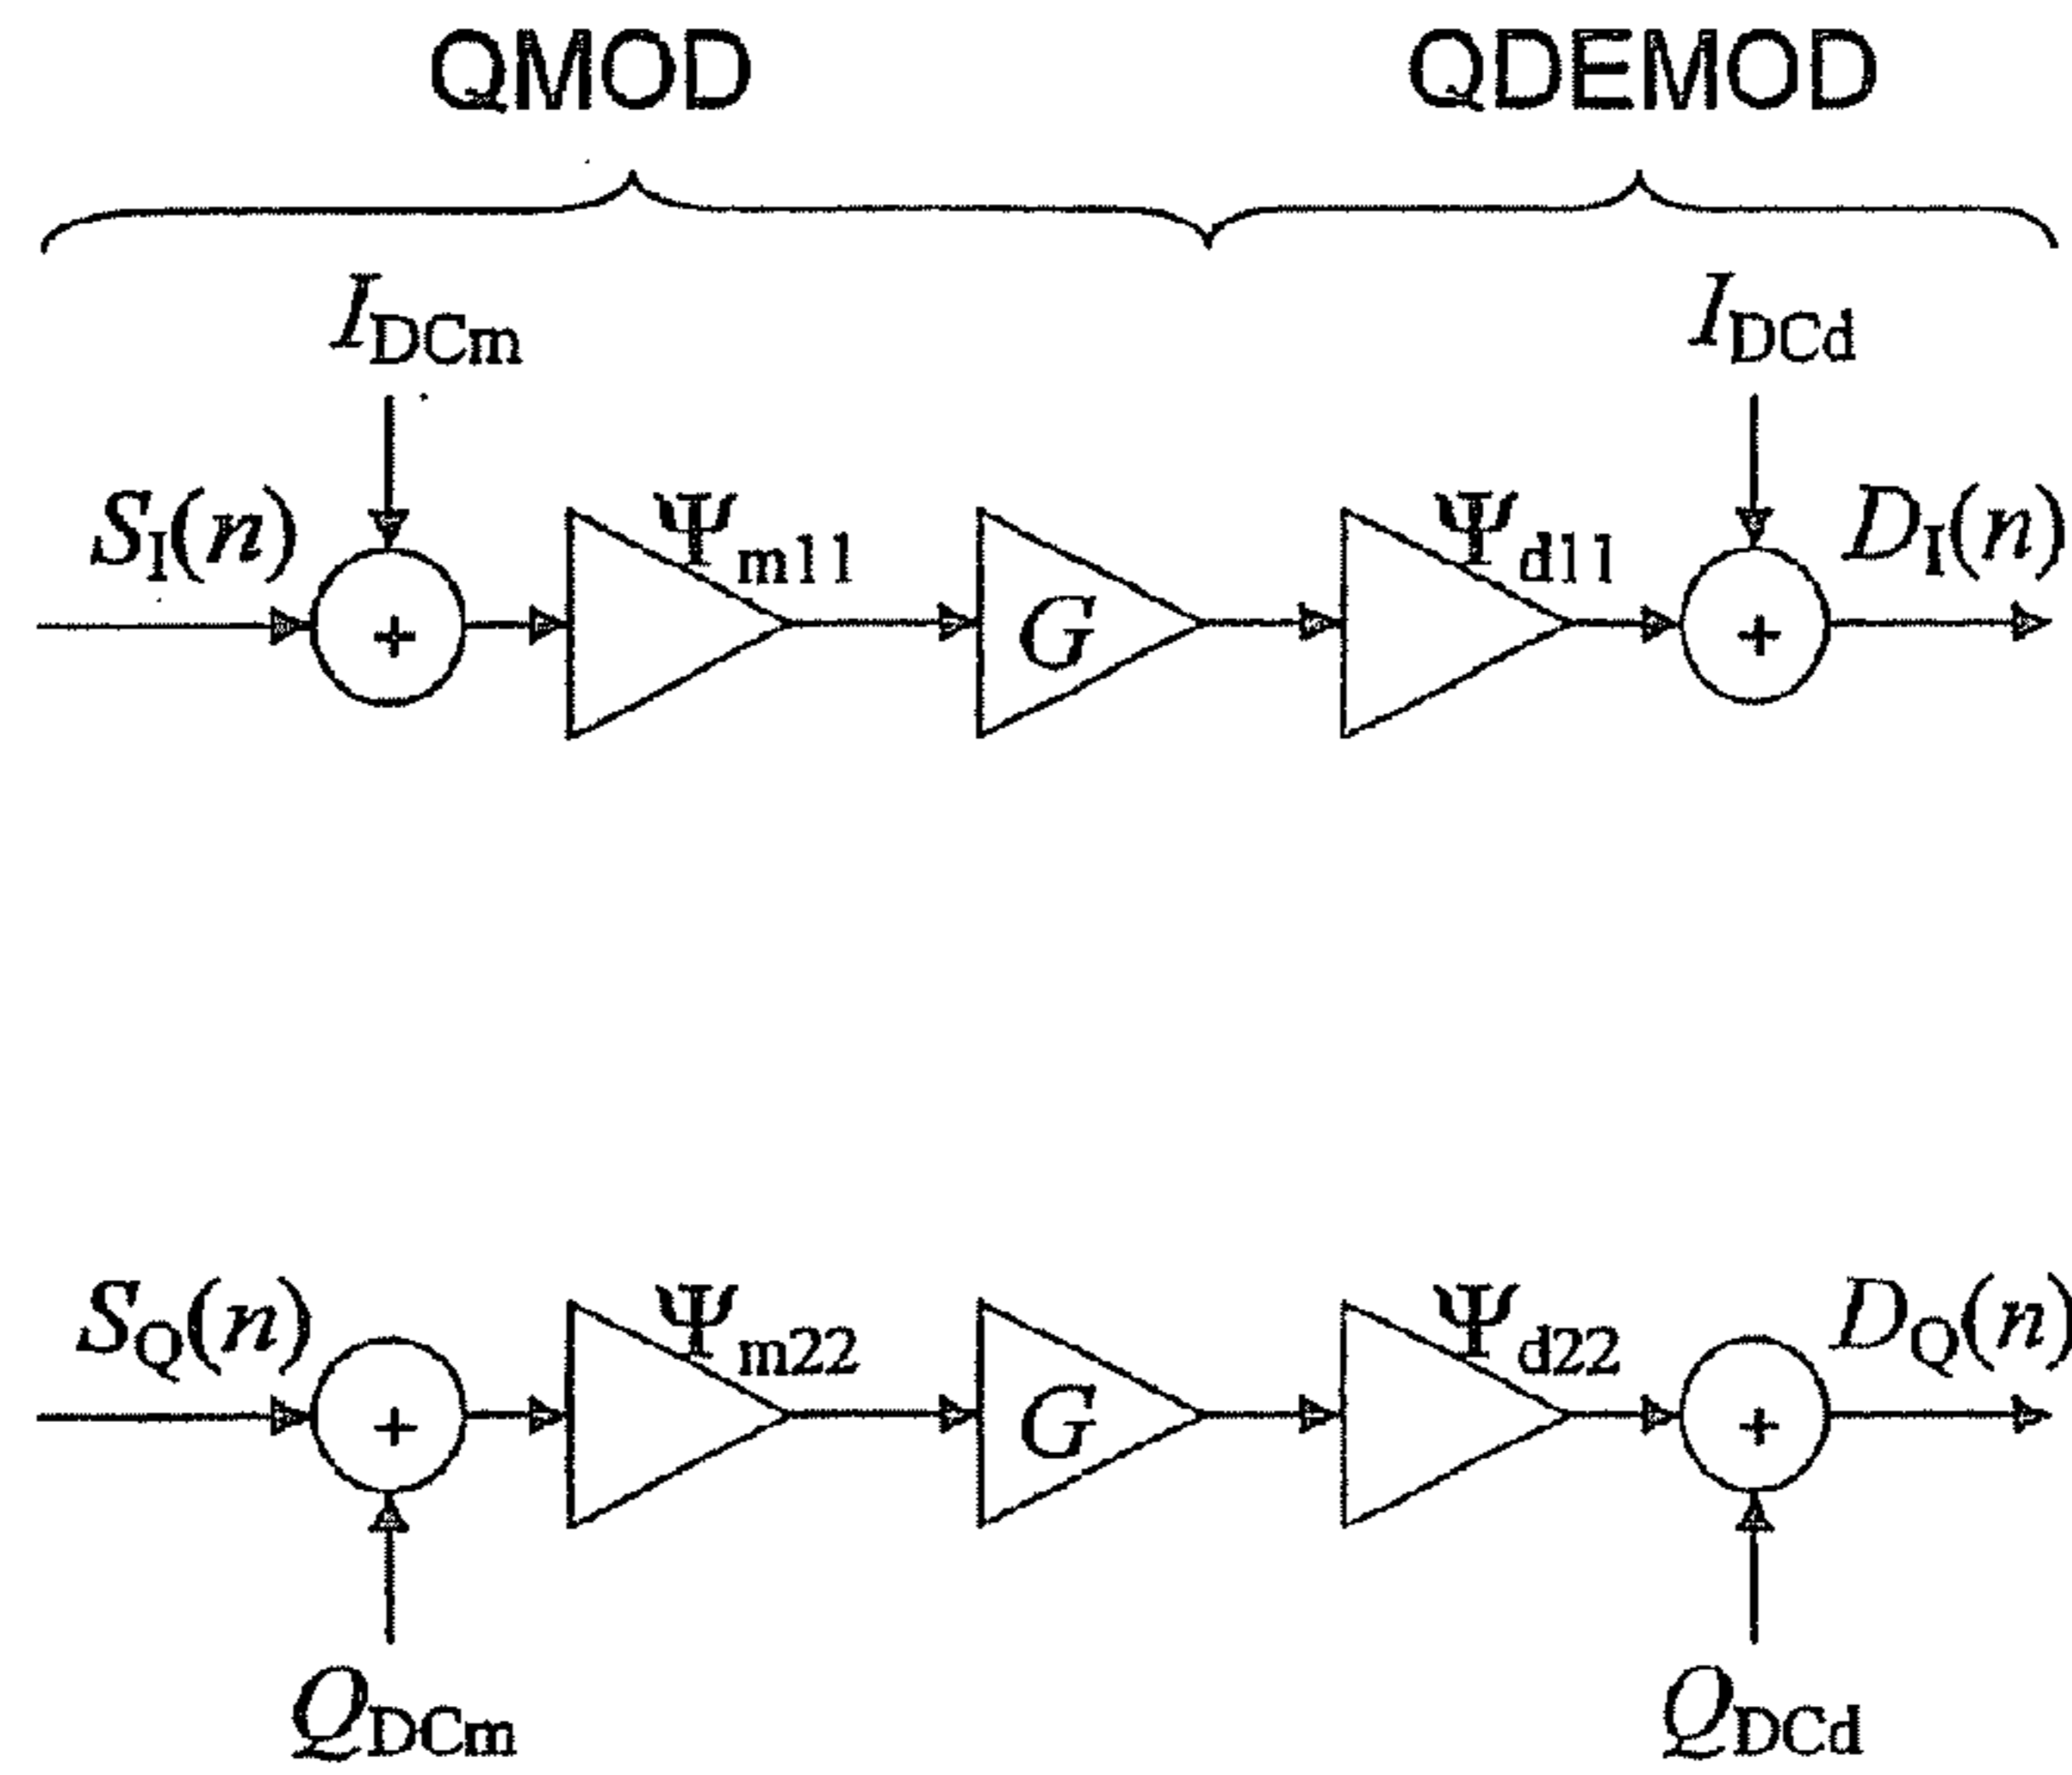 QMOD QDEMOD
I_DCm I_DCd
S_I(n) Ψ_m11 Ψ_d11 D_I(n)
+ G +
S_Q(n) Ψ_m22 Ψ_d22 D_Q(n)
+ G +
Q_DCm Q_DCd